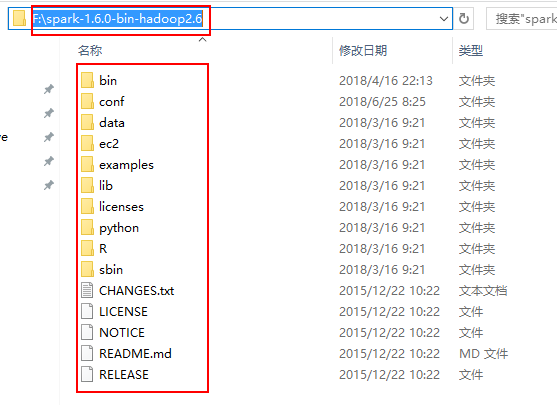 F:\spark-1.6.0-bin-hadoop2.6 搜索"spark
名称 修改日期 类型
bin 2018/4/16 22:13 文件夹
conf 2018/6/25 8:25 文件夹
data 2018/3/16 9:21 文件夹
ve ec2 2018/3/16 9:21 文件夹
examples 2018/3/16 9:21 文件夹
lib 2018/3/16 9:21 文件夹
licenses 2018/3/16 9:21 文件夹
python 2018/3/16 9:21 文件夹
R 2018/3/16 9:21 文件夹
sbin 2018/3/16 9:21 文件夹
CHANGES.txt 2015/12/22 10:22 文本文档
LICENSE 2015/12/22 10:22 文件
NOTICE 2015/12/22 10:22 文件
README.md 2015/12/22 10:22 MD 文件
RELEASE 2015/12/22 10:22 文件